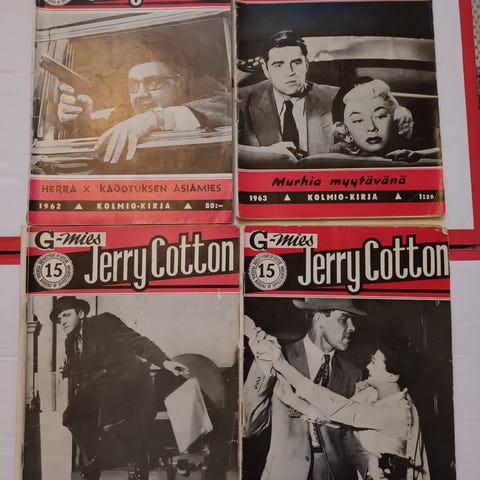 HERRA X, KADOTUKSEN ASIAMIES
1962 ▲ KOLMIO-KIRJA ▲ 80:—
Murhia myytävänä
1963 ▲ KOLMIO-KIRJA ▲ 1:20
G-mies
15
Jerry Cotton
G-mies
15
Jerry Cotton